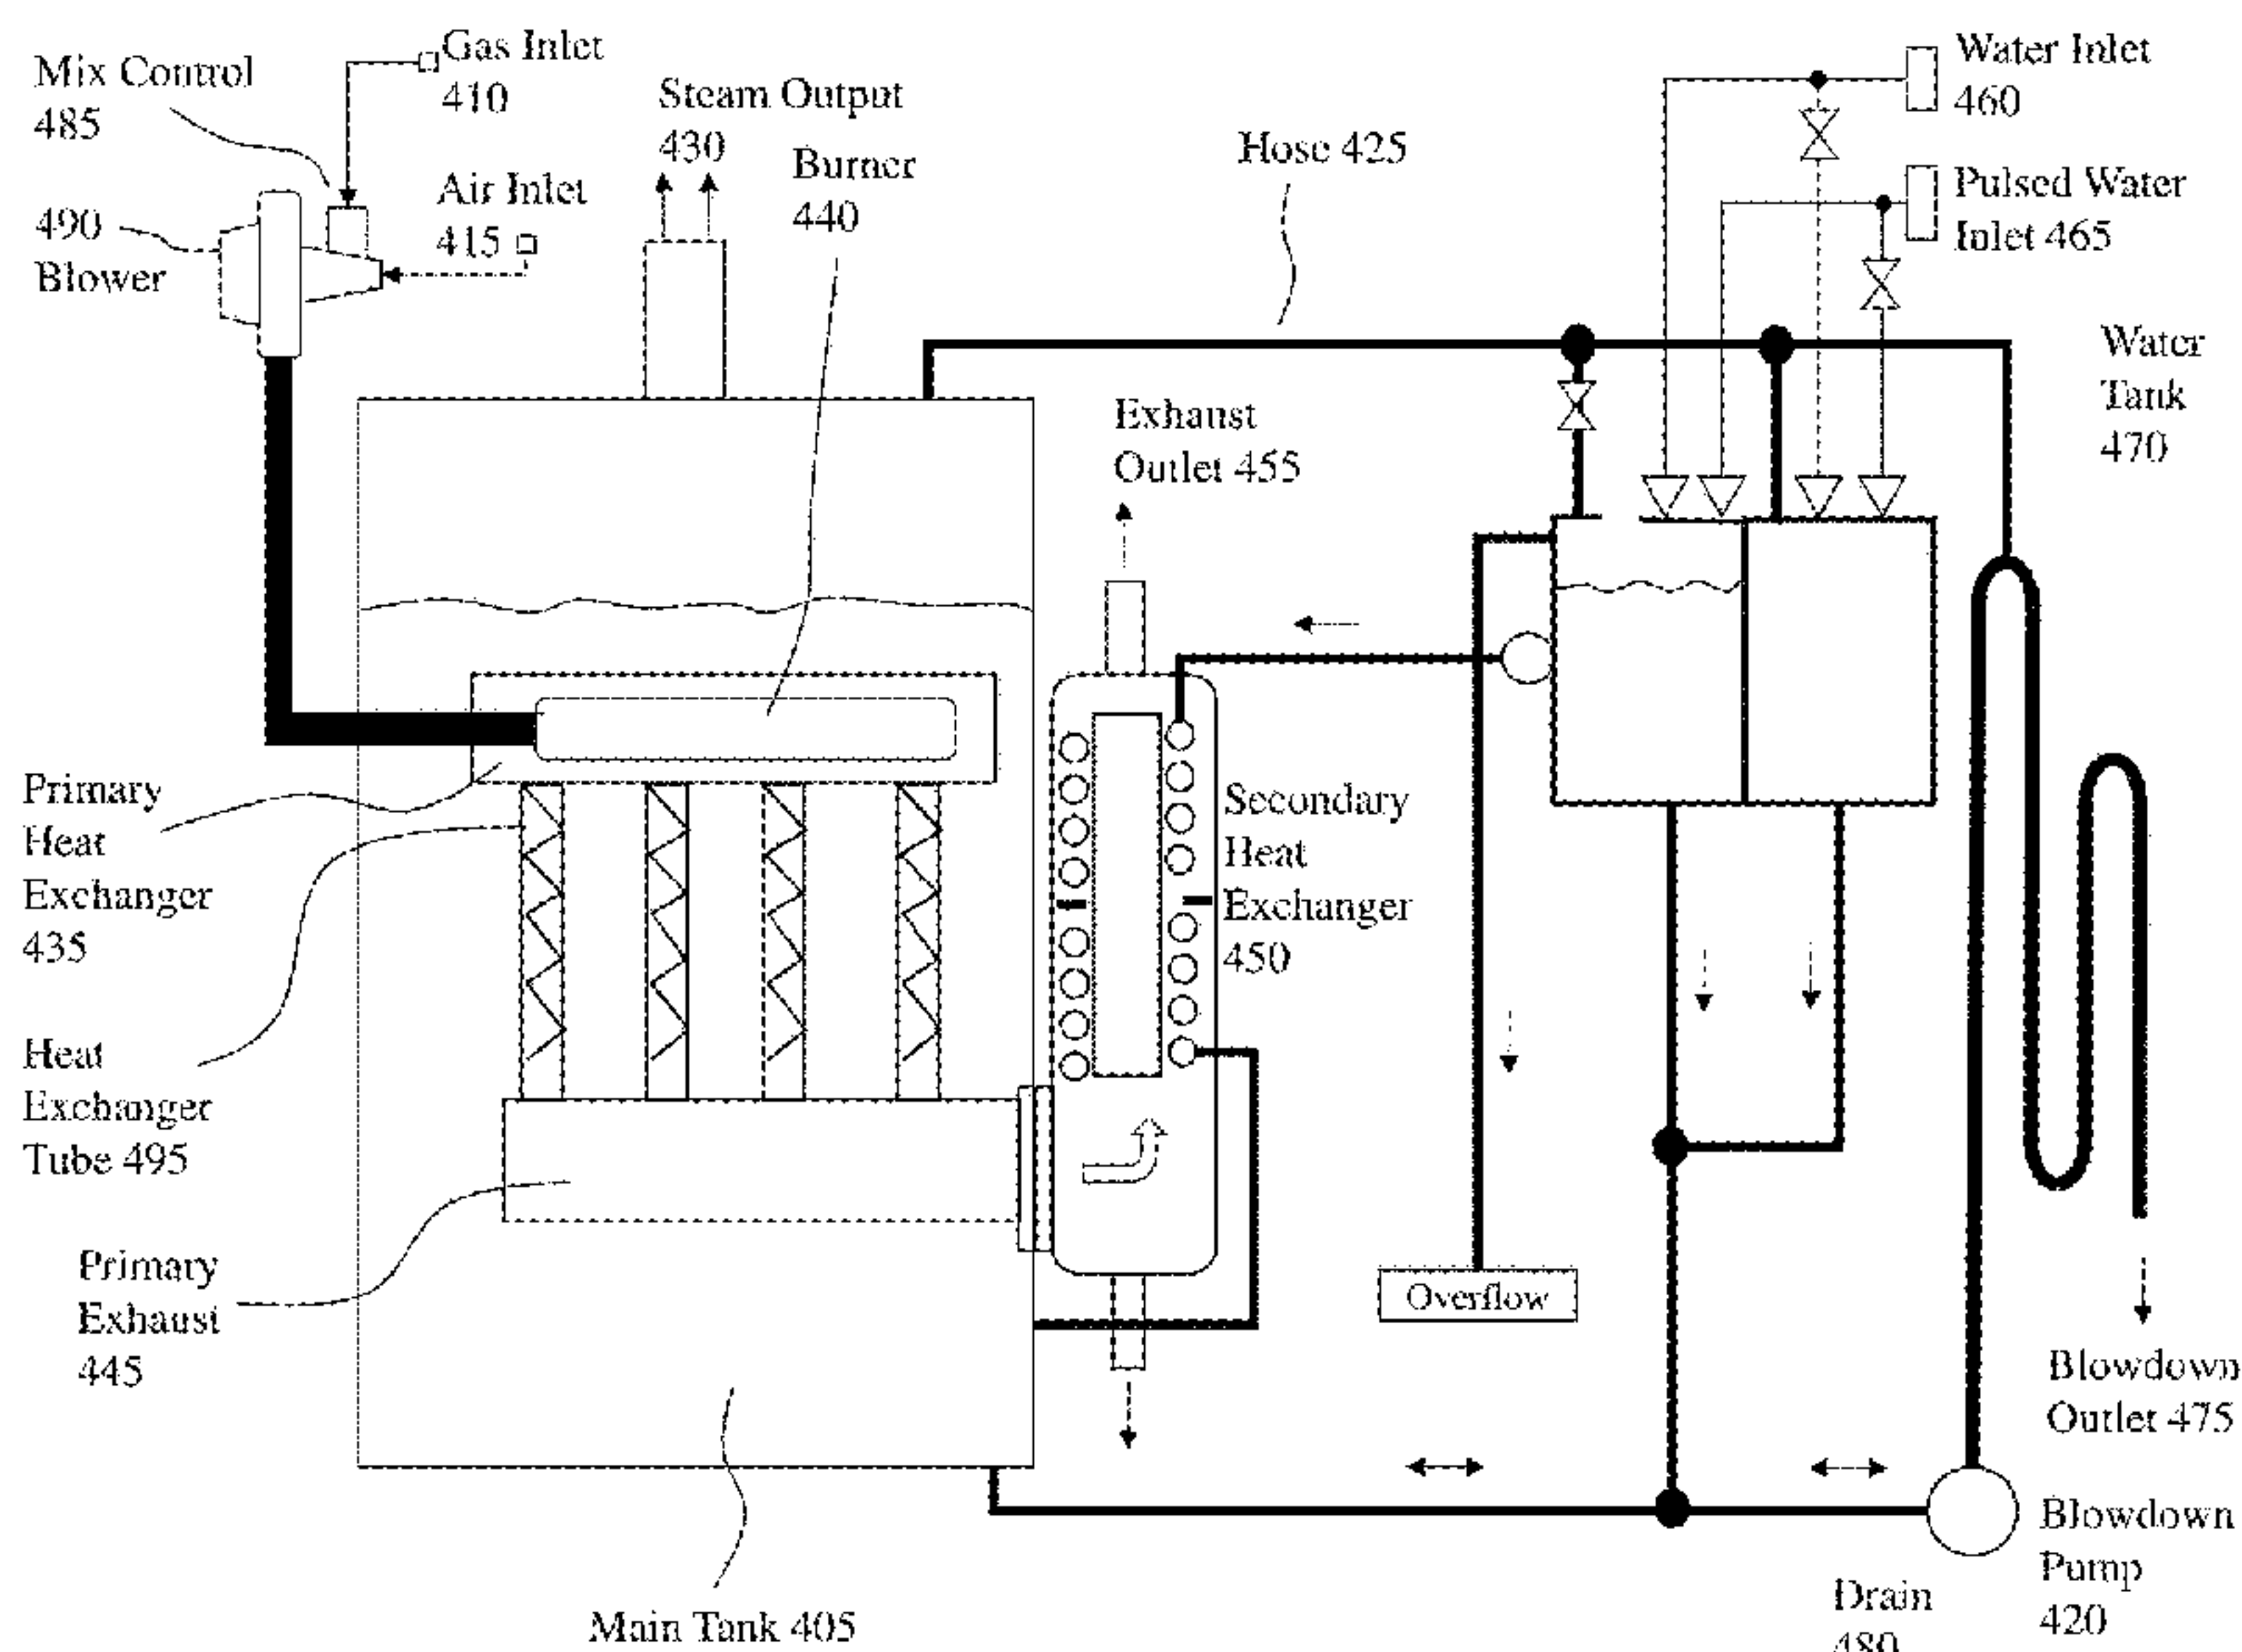 Mix Control
485
Gas Inlet
410
Steam Output
430
Burner
440
Air Inlet
415
490
Blower
Hose 425
Water Inlet
460
Pulsed Water
Inlet 465
Water
Tank
470
Exhaust
Outlet 455
Primary
Heat
Exchanger
435
Secondary
Heat
Exchanger
450
Heat
Exchanger
Tube 495
Primary
Exhaust
445
Overflow
Blowdown
Outlet 475
Blowdown
Pump
420
Drain
480
Main Tank 405